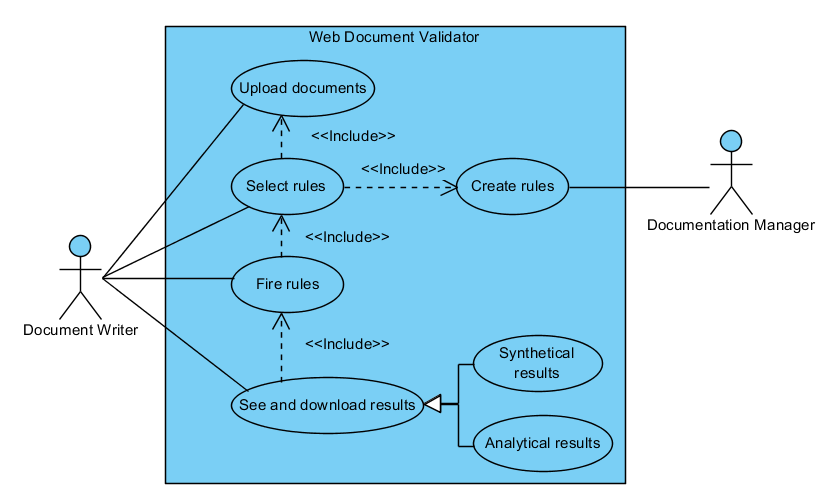 Web Document Validator
Upload documents
<<Include>>
<<Include>>
Select rules
Create rules
Documentation Manager
<<Include>>
Fire rules
Document Writer
<<Include>>
Synthetical
results
See and download results
Analytical results